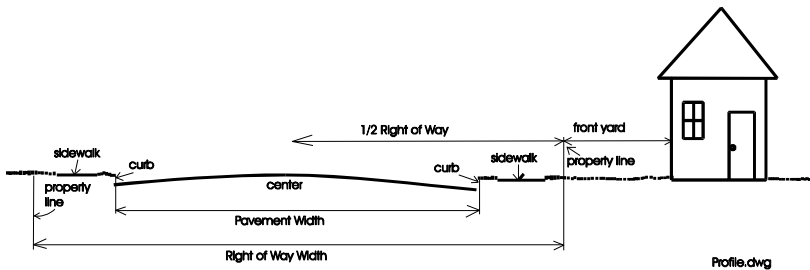 1/2 Right of Way
front yard
sidewalk
curb
curb
sidewalk
property line
property
line
center
Pavement Width
Right of Way Width
Profile.dwg